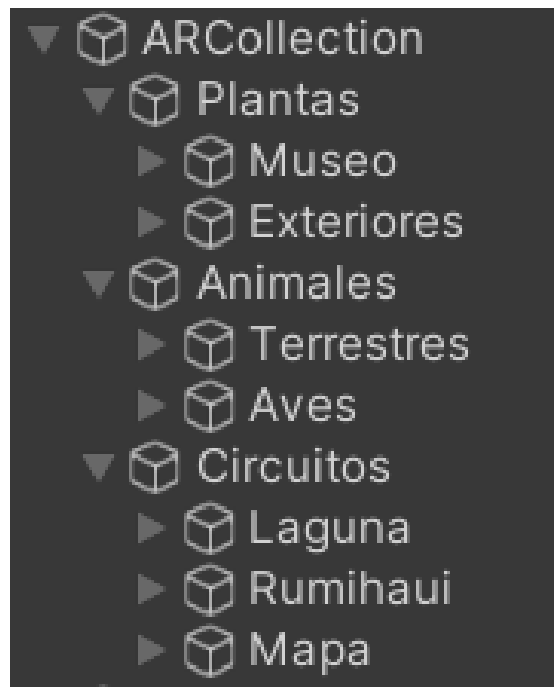 ARCollection
Plantas
Museo
Exteriores
Animales
Terrestres
Aves
Circuitos
Laguna
Rumihaui
Mapa